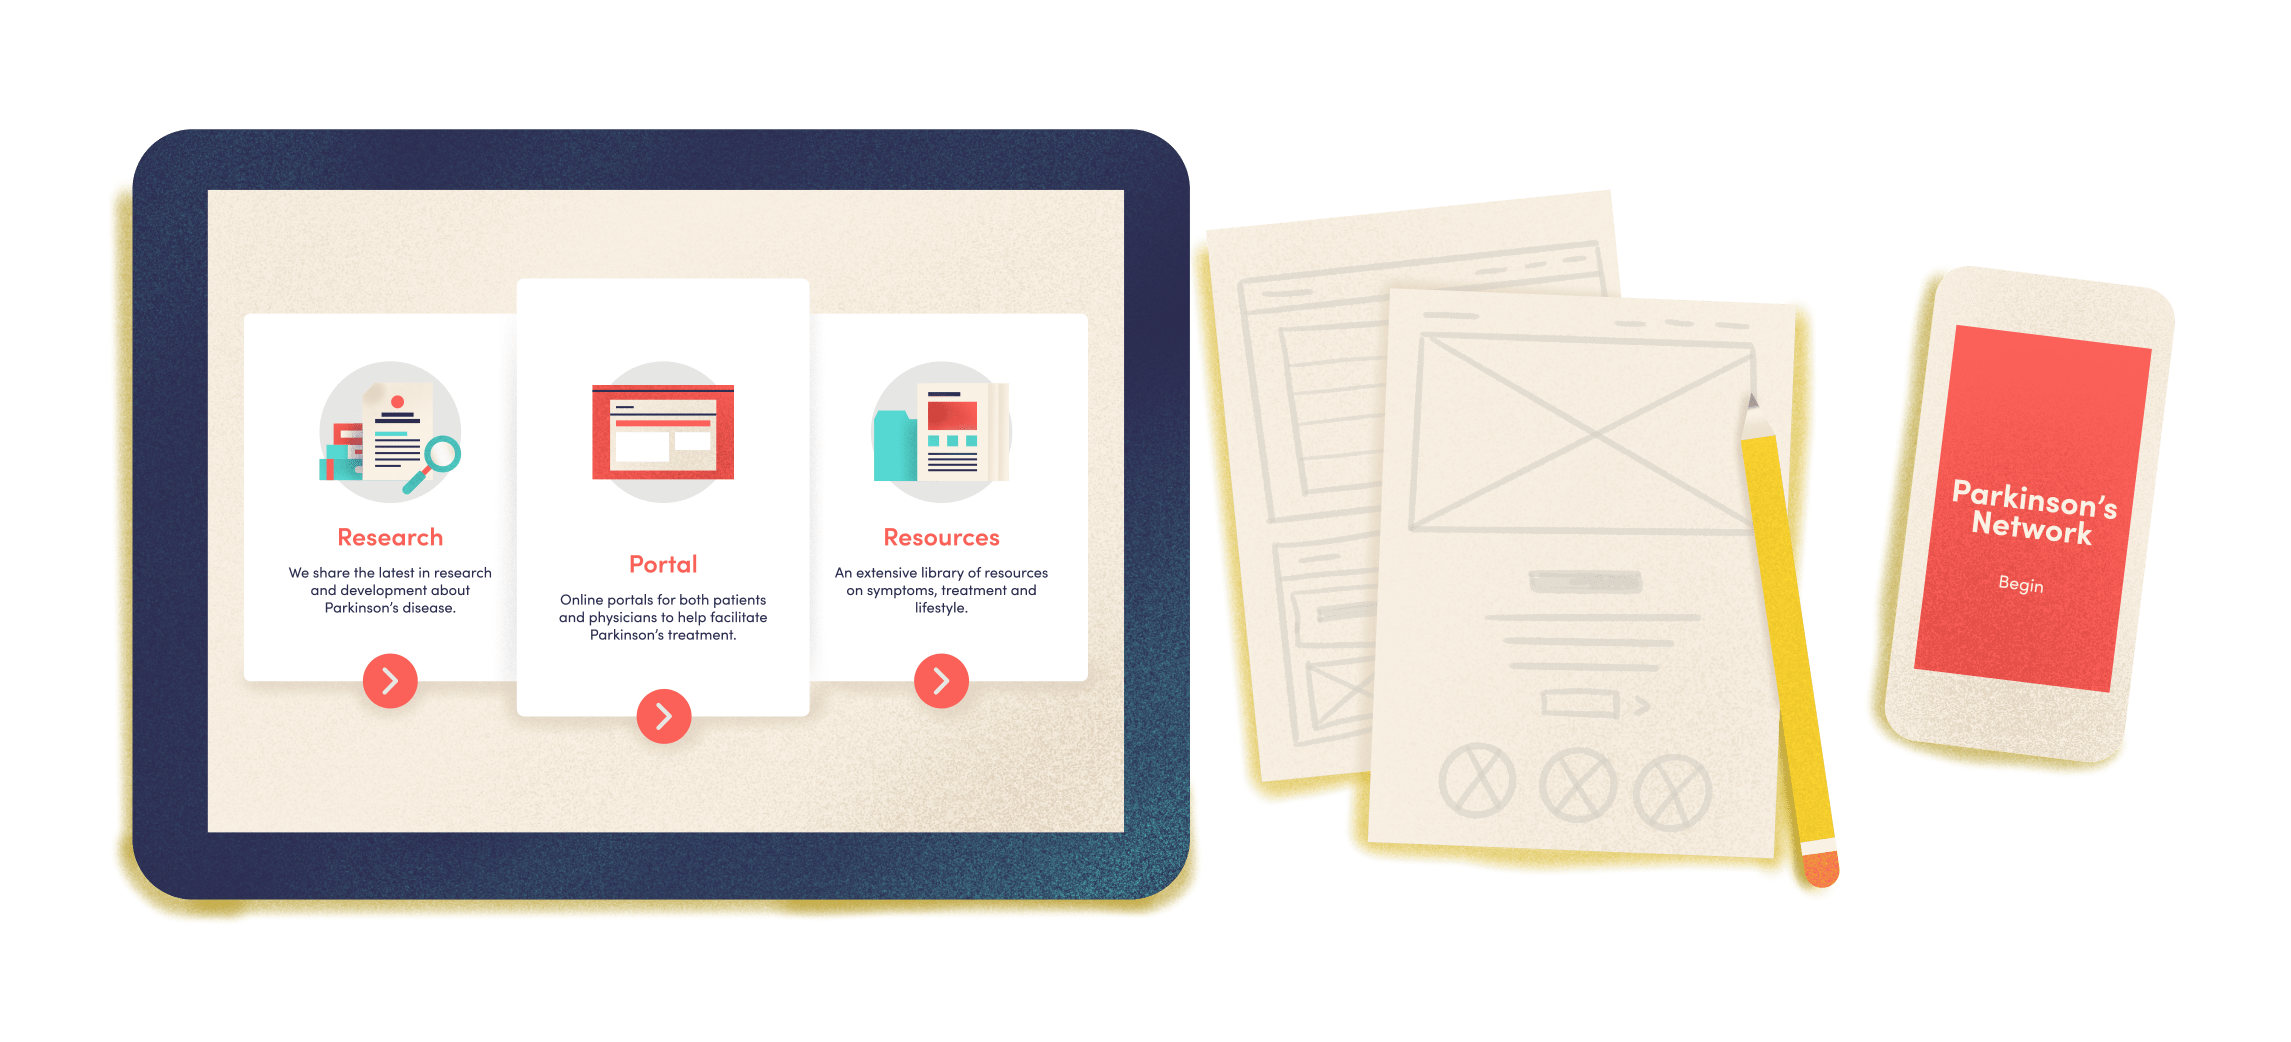 Research
We share the latest in research
and development about
Parkinson's disease.
Portal
Online portals for both patients
and physicians to help facilitate
Parkinson's treatment.
Resources
An extensive library of resources
on symptoms, treatment and
lifestyle.
Parkinson's
Network
Begin